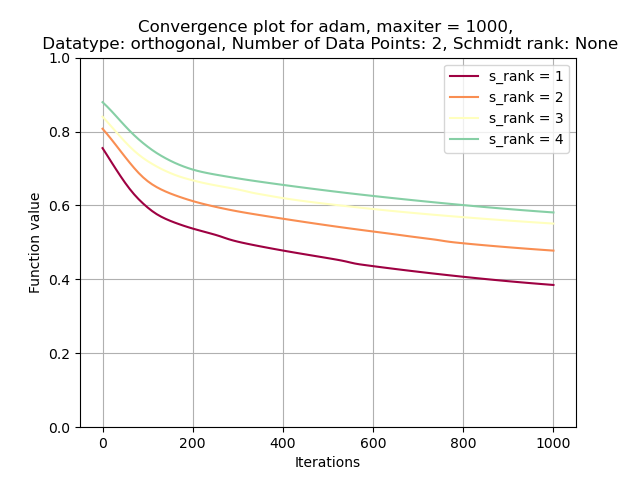 Convergence plot for adam, maxiter = 1000,
Datatype: orthogonal, Number of Data Points: 2, Schmidt rank: None
1.0
0.8
0.6
0.4
0.2
0.0
Function value
s_rank = 1
s_rank = 2
s_rank = 3
s_rank = 4
0 200 400 600 800 1000
Iterations